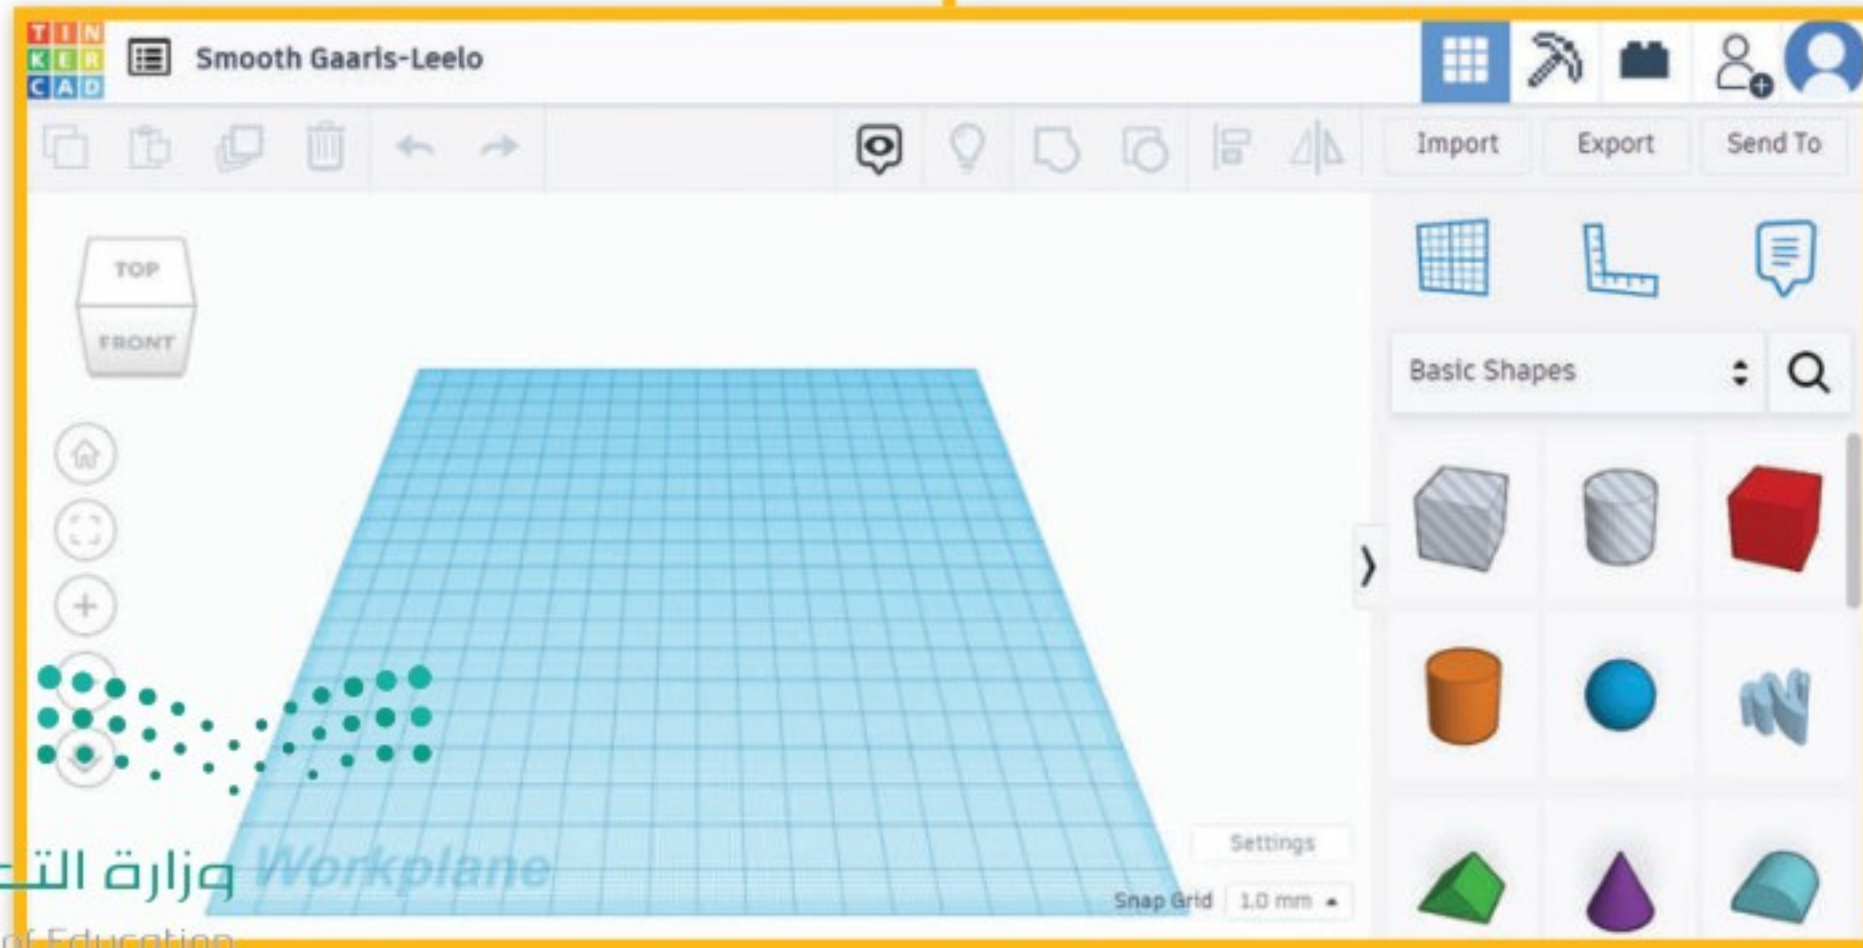 TIN
KER
CAD
Smooth Gaaris-Leelo
Import Export Send To
TOP
FRONT
Basic Shapes
Workplane
Settings
Snap Grid 1.0 mm
وزارة
of Education